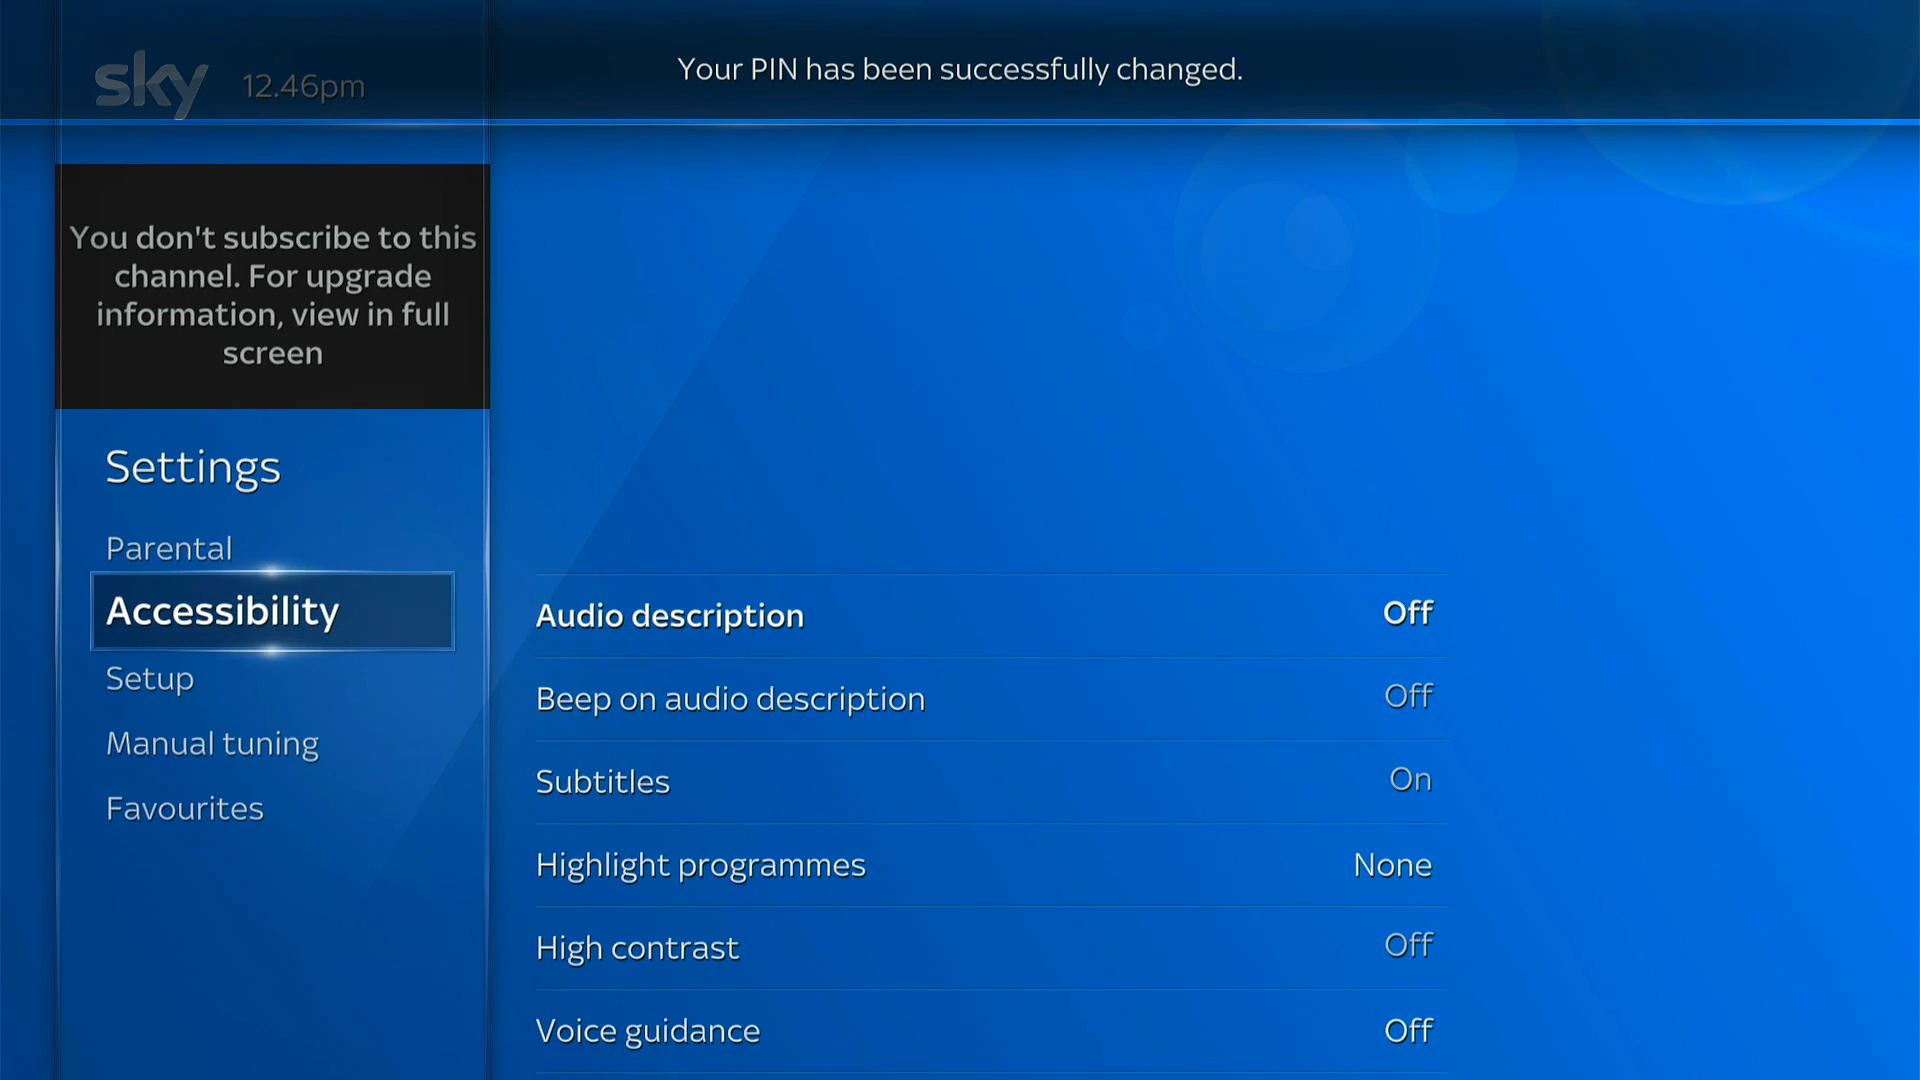 sky 12.46pm
Your PIN has been successfully changed.
You don't subscribe to this
channel. For upgrade
information, view in full
screen
Settings
Parental
Accessibility
Setup
Manual tuning
Favourites
Audio description Off
Beep on audio description Off
Subtitles On
Highlight programmes None
High contrast Off
Voice guidance Off